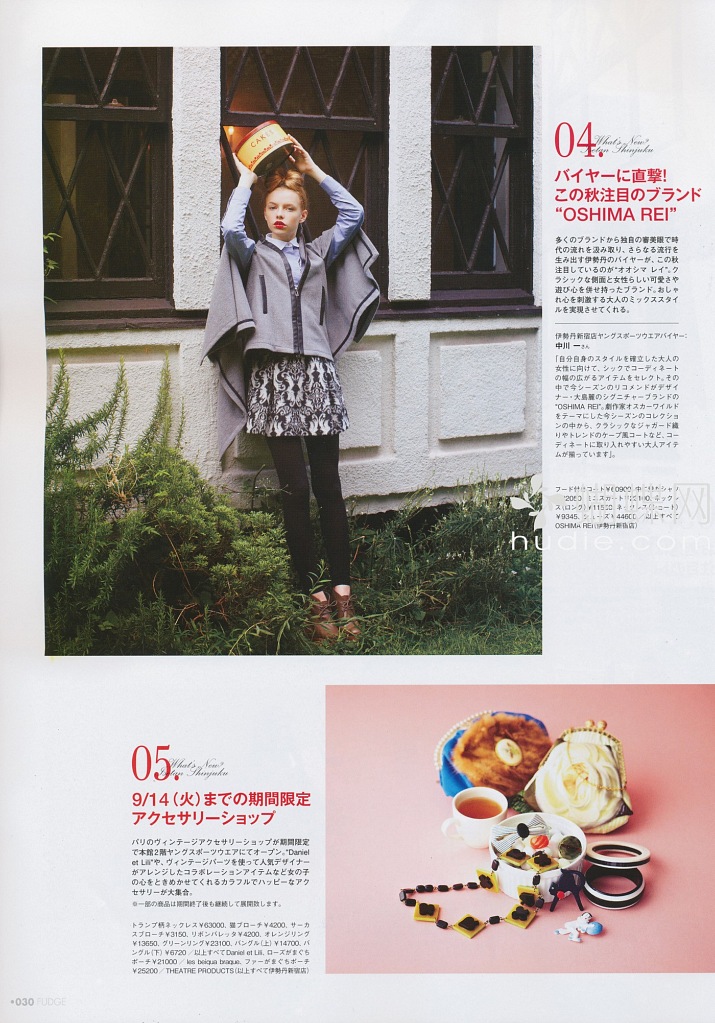 CAKES
04.
What's New?
Isetan Shinjuku
バイヤーに直撃!
この秋注目のブランド
“OSHIMA REI”
多くのブランドから独自の審美眼で時
代の流れを汲み取り、さらなる流行を
生み出す伊勢丹のバイヤーが、この秋
注目しているのが“オオシマ レイ”。ク
ラシックな側面と女性らしい可愛さや
遊び心を併せ持ったブランド。おしゃ
れ心を刺激する大人のミックススタイ
ルを実現させてくれる。
伊勢丹新宿店ヤングスポーツウエアバイヤー:
中川 一さん
「自分自身のスタイルを確立した大人の
女性に向けて、シックでコーディネート
の幅の広がるアイテムをセレクト。その
中で今シーズンのリコメンドがデザイ
ナー・大島麗のシグニチャーブランドの
“OSHIMA REI”。劇作家オスカーワイルド
をテーマにした今シーズンのコレクショ
ンの中から、クラシックなジャガード織
りやトレンドのケープ風コートなど、コー
ディネートに取り入れやすい大人アイテ
ムが揃っています」。
フード付きコート¥60900、中に着たシャツ
ミニスカート¥23100、ネックレ
ス（ロング）¥11550、ネックレス（ショート）
¥9345、シューズ¥44600／以上すべて
OSHIMA REI（伊勢丹新宿店）
hudie.com
05.
What's New?
Isetan Shinjuku
9/14（火）までの期間限定
アクセサリーショップ
パリのヴィンテージアクセサリーショップが期間限定
で本館2階ヤングスポーツウエアにてオープン。“Daniel
et Lili”や、ヴィンテージパーツを使って人気デザイナー
がアレンジしたコラボレーションアイテムなど女の子
の心をときめかせてくれるカラフルでハッピーなアク
セサリーが大集合。
※一部の商品は期間終了後も継続して展開致します。
トランプ柄ネックレス¥63000、猫ブローチ¥4200、サーカ
スブローチ¥3150、リボンバレッタ¥4200、オレンジリング
¥13650、グリーンリング¥23100、バングル（上）¥14700、バ
ングル（下）¥6720／以上すべてDaniel et Lili、ローズがまぐち
ポーチ¥21000／les beiqua braque、ファーがまぐちポーチ
¥25200／THEATRE PRODUCTS（以上すべて伊勢丹新宿店）
030 FUDGE